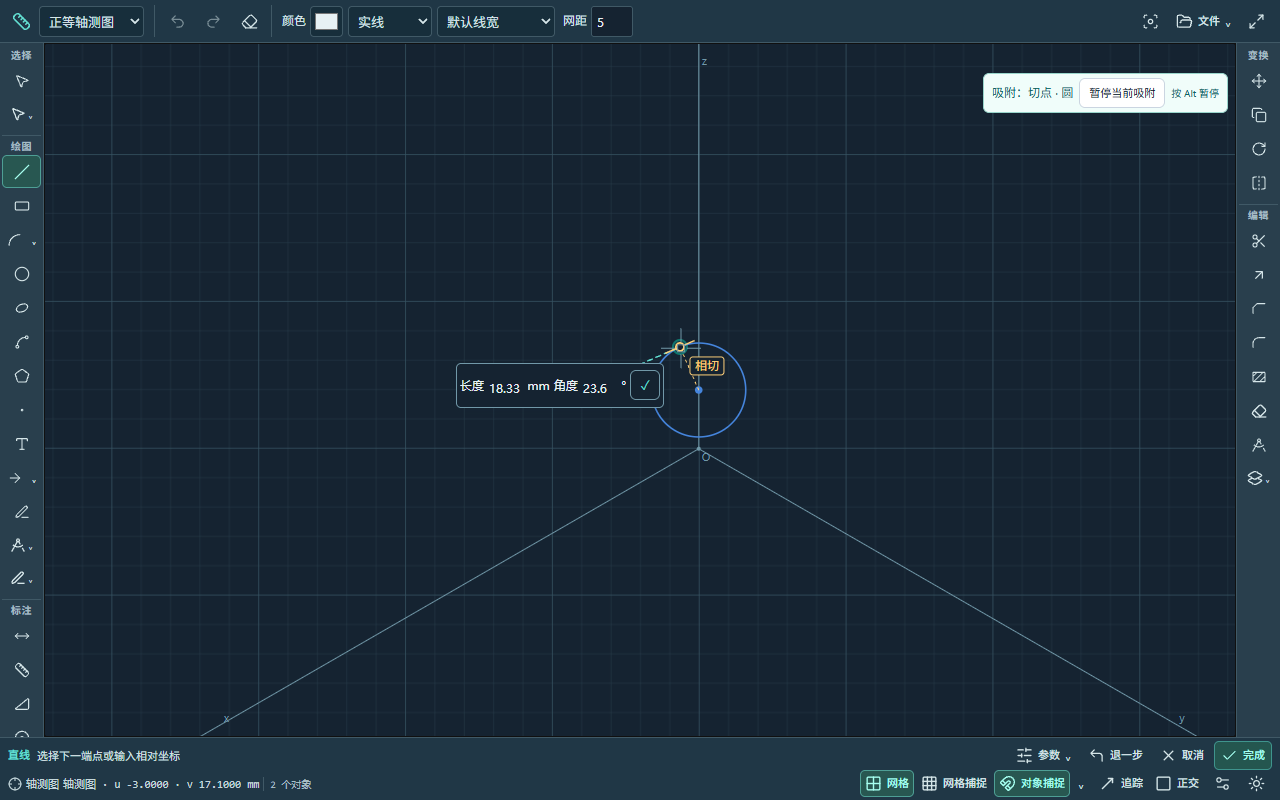 正等轴测图 颜色 实线 默认线宽 网距 5 文件
选择
绘图
标注
变换
编辑
z
吸附：切点 · 圆 暂停当前吸附 按 Alt 暂停
相切
长度 18.33 mm 角度 23.6 °
O
x
y
直线 选择下一端点或输入相对坐标 参数 退一步 取消 完成
轴测图 轴测图 · u -3.0000 · v 17.1000 mm 2 个对象 网格 网格捕捉 对象捕捉 追踪 正交